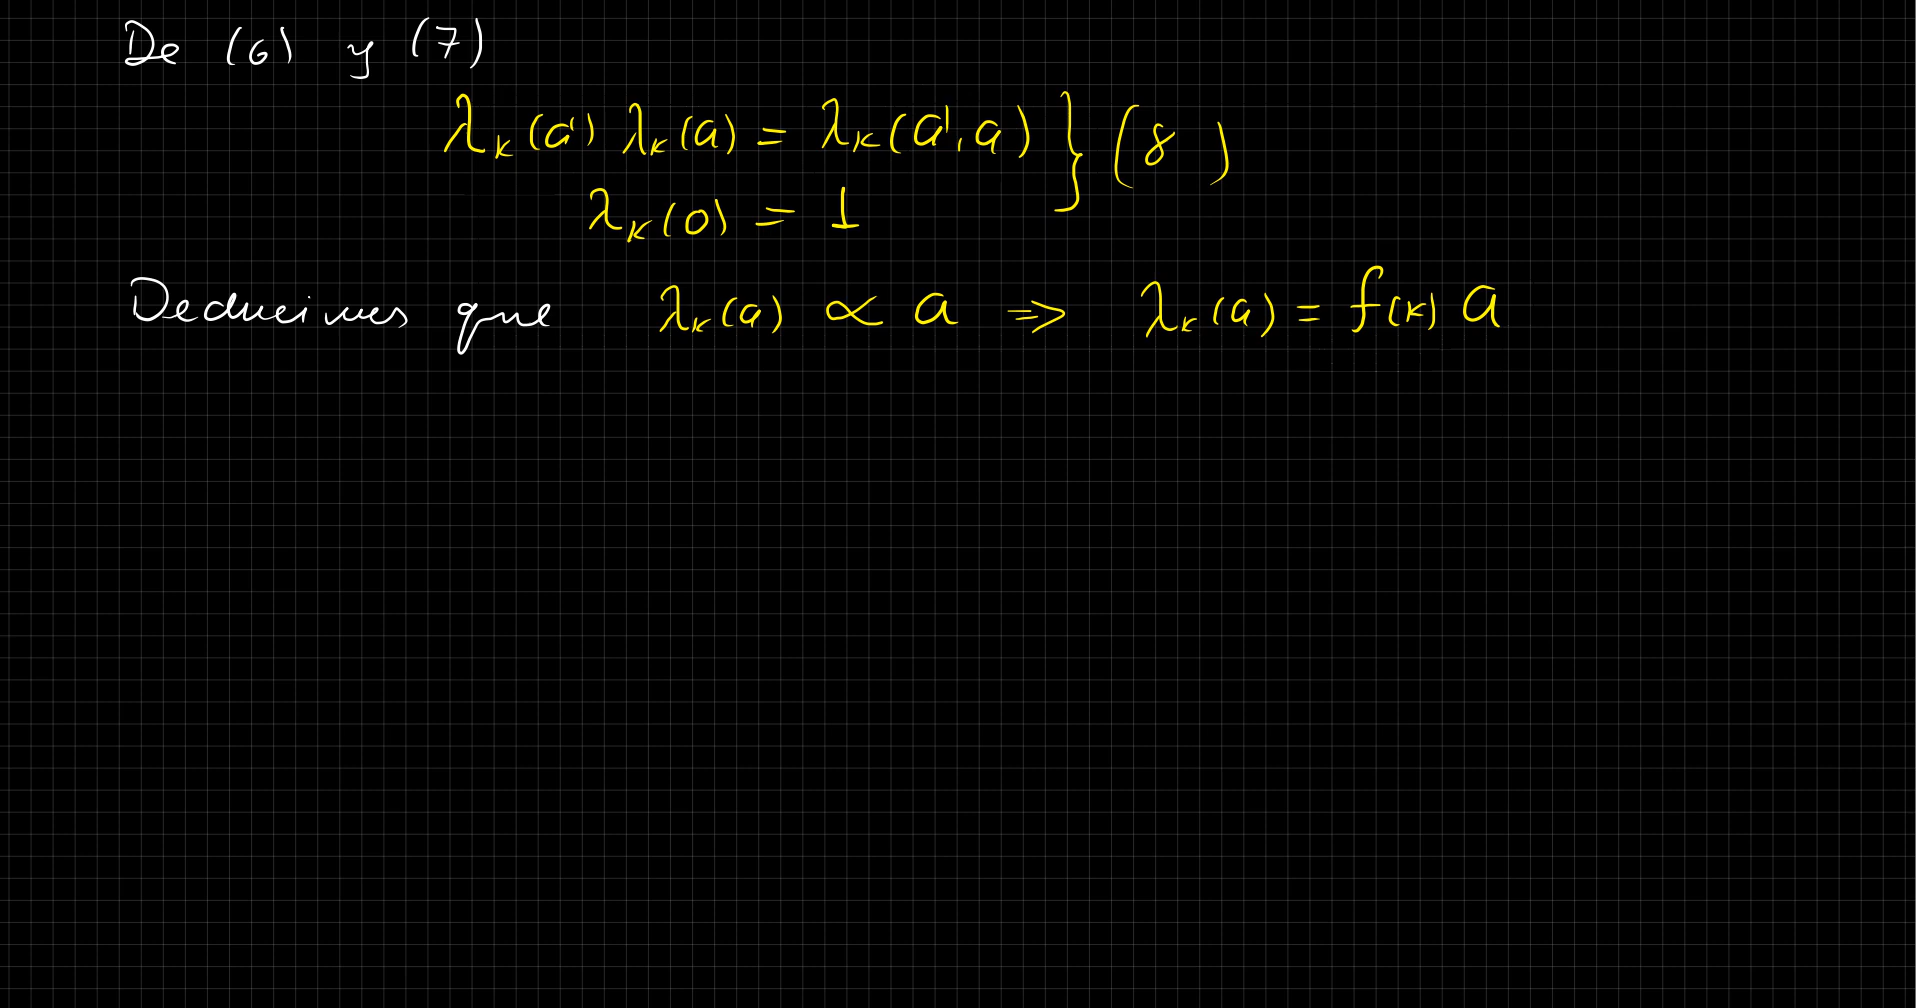 De (6) y (7)
λ_k(a') λ_k(a) = λ_k(a', a) } (8)
λ_k(0) = 1
Deducimos que λ_k(a) ∝ a ⇒ λ_k(a) = f(k) a